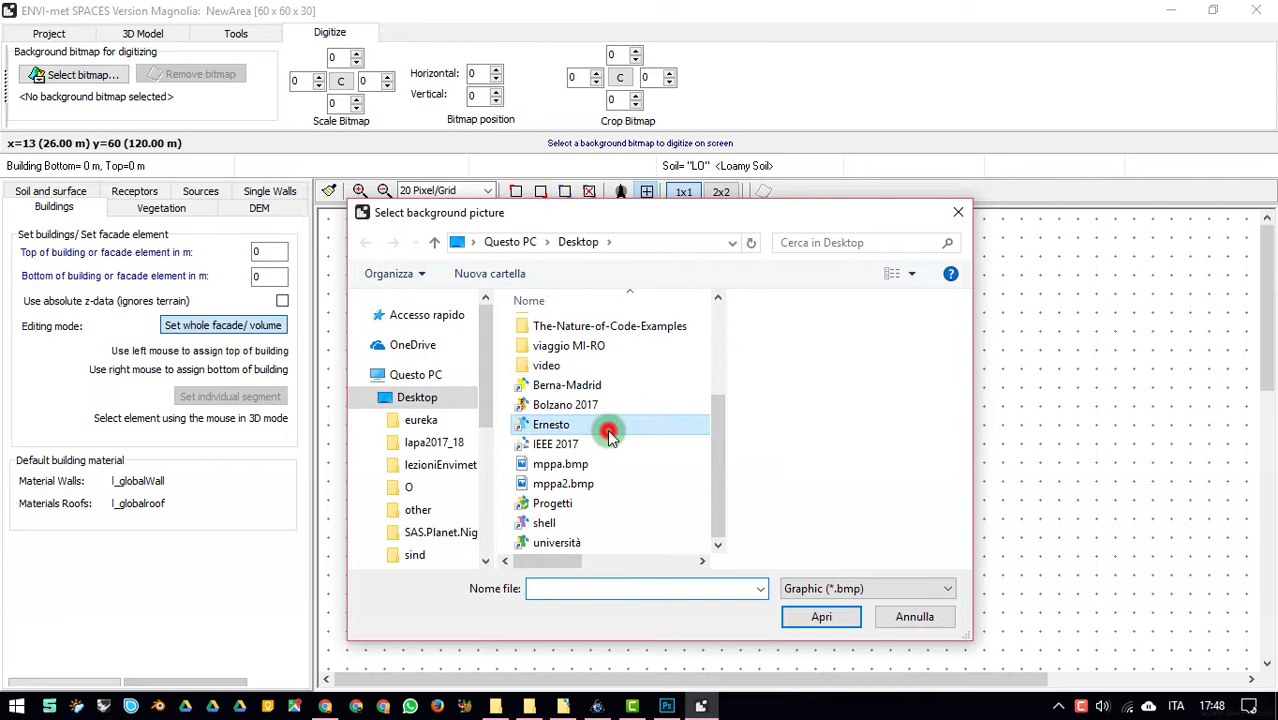 ENVI-met SPACES Version Magnolia: NewArea [60 x 60 x 30]
Project 3D Model Tools Digitize
Background bitmap for digitizing
Select bitmap... Remove bitmap
<No background bitmap selected>
0
0 C 0
0
Scale Bitmap
Horizontal: 0
Vertical: 0
Bitmap position
0
0 C 0
0
Crop Bitmap
x=13 (26.00 m) y=60 (120.00 m)
Select a background bitmap to digitize on screen
Building Bottom= 0 m, Top=0 m
Soil= "LO" <Loamy Soil>
Soil and surface Receptors Sources Single Walls
Buildings Vegetation DEM
20 Pixel/Grid 1x1 2x2
Set buildings/ Set facade element
Top of building or facade element in m: 0
Bottom of building or facade element in m: 0
Use absolute z-data (ignores terrain)
Editing mode: Set whole facade/ volume
Use left mouse to assign top of building
Use right mouse to assign bottom of building
Set individual segment
Select element using the mouse in 3D mode
Default building material
Material Walls: l_globalWall
Materials Roofs: l_globalroof
Select background picture
Questo PC Desktop
Cerca in Desktop
Organizza Nuova cartella
Accesso rapido
OneDrive
Questo PC
Desktop
eureka
lapa2017_18
lezioniEnvimet
O
other
SAS.Planet.Nig
sind
Nome
The-Nature-of-Code-Examples
viaggio MI-RO
video
Berna-Madrid
Bolzano 2017
Ernesto
IEEE 2017
mppa.bmp
mppa2.bmp
Progetti
shell
università
Nome file: Graphic (*.bmp)
Apri Annulla
ITA 17:48